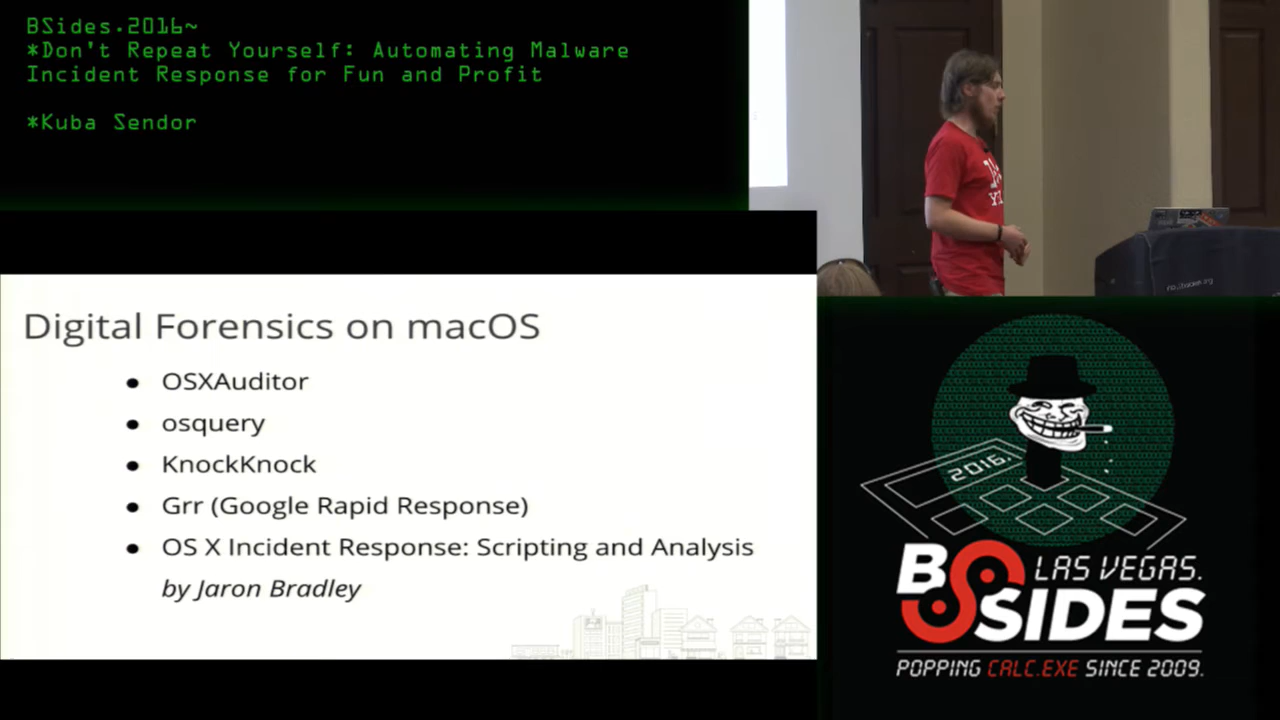 BSides.2016~
*Don't Repeat Yourself: Automating Malware
Incident Response for Fun and Profit
*Kuba Sendor
Digital Forensics on macOS
● OSXAuditor
● osquery
● KnockKnock
● Grr (Google Rapid Response)
● OS X Incident Response: Scripting and Analysis
by Jaron Bradley
2016.
BSIDES
LAS VEGAS.
POPPING CALC.EXE SINCE 2009.